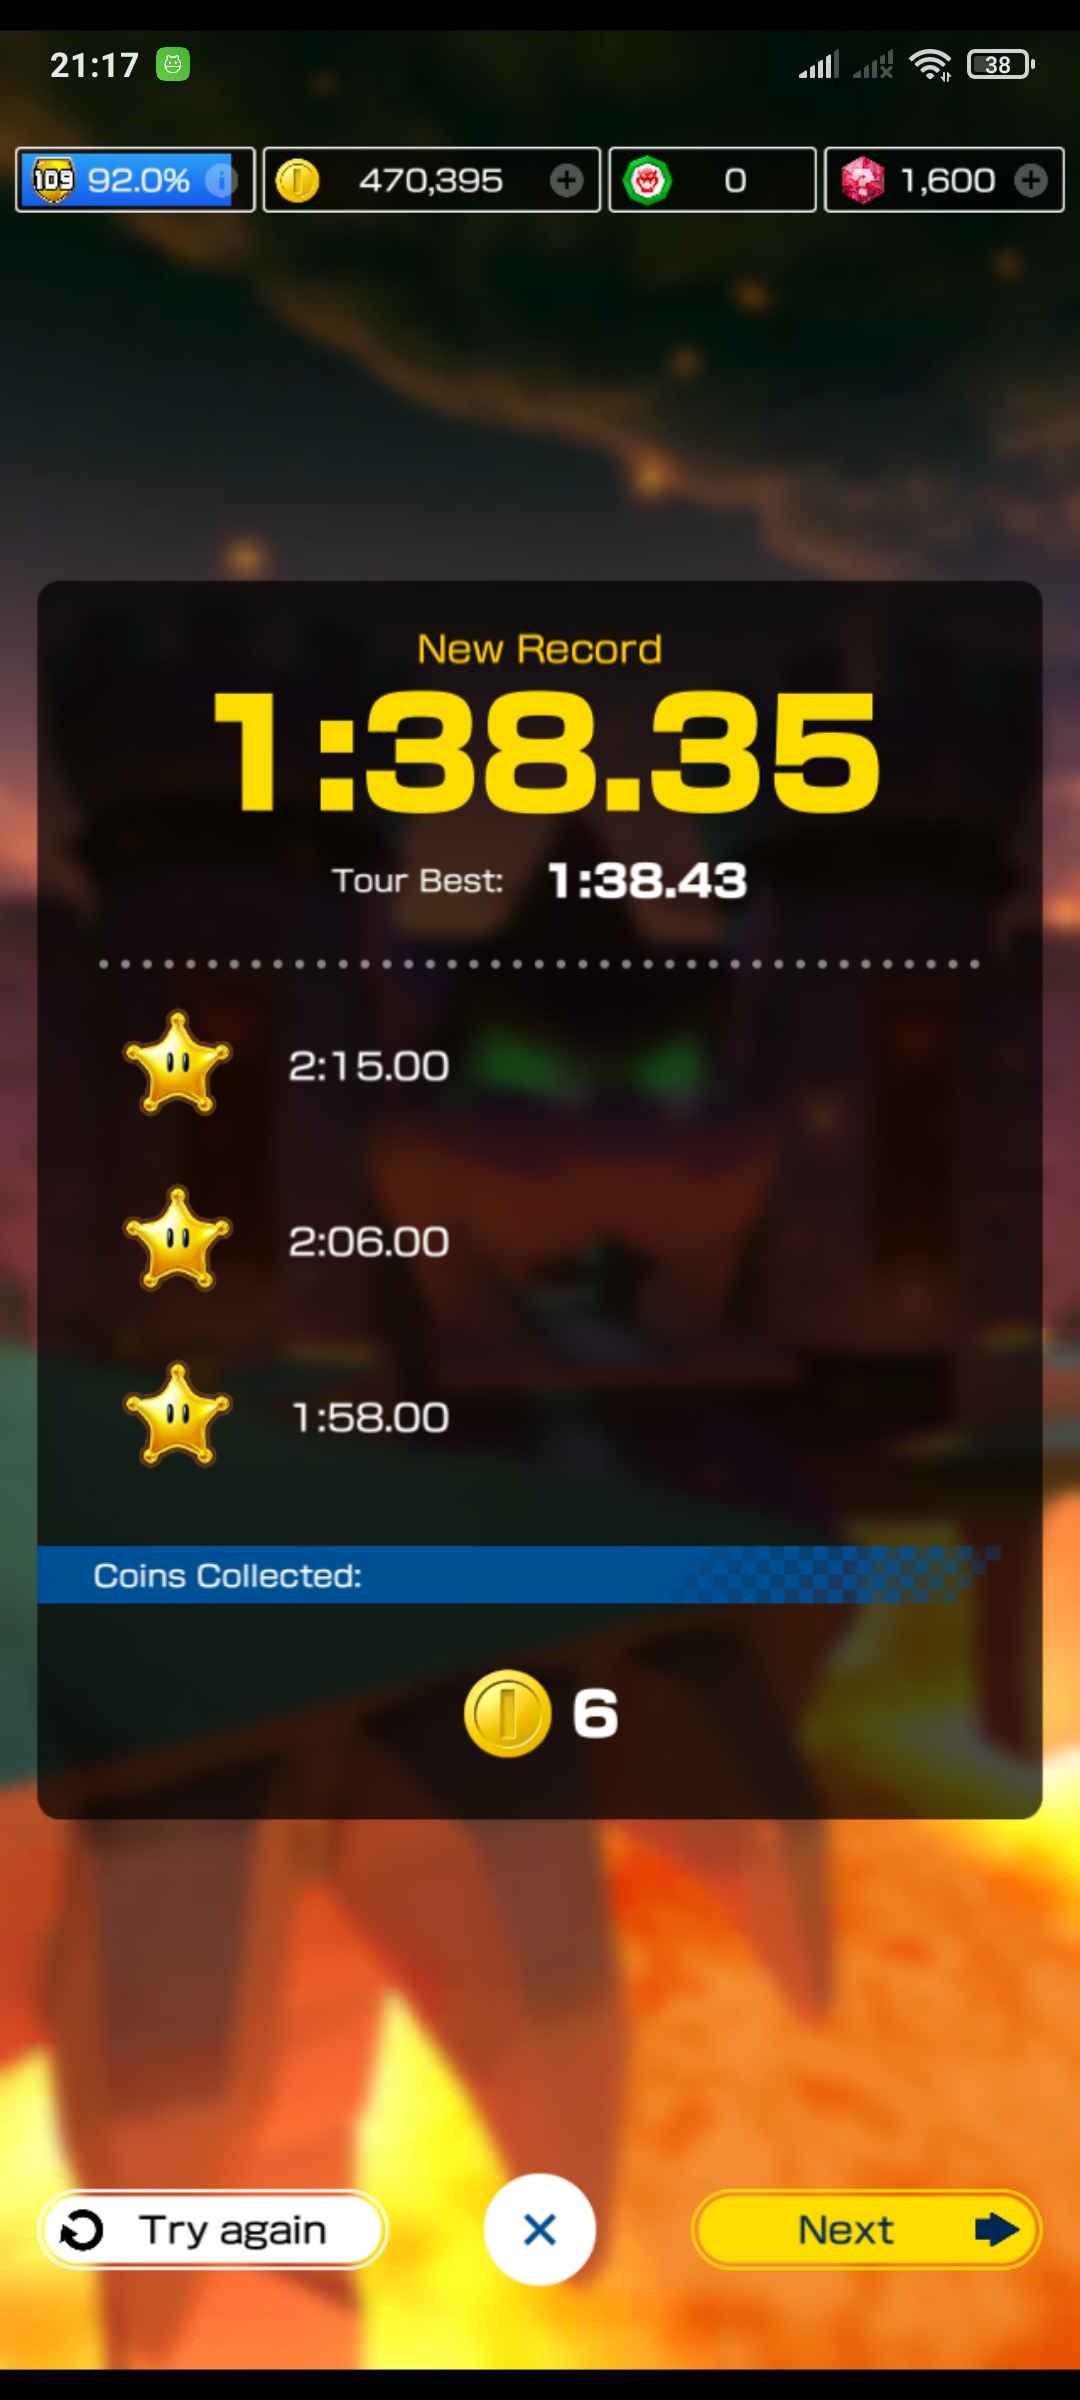 21:17 38
109 92.0% i 470,395 0 1,600
New Record
1:38.35
Tour Best: 1:38.43
2:15.00
2:06.00
1:58.00
Coins Collected:
6
Try again Next